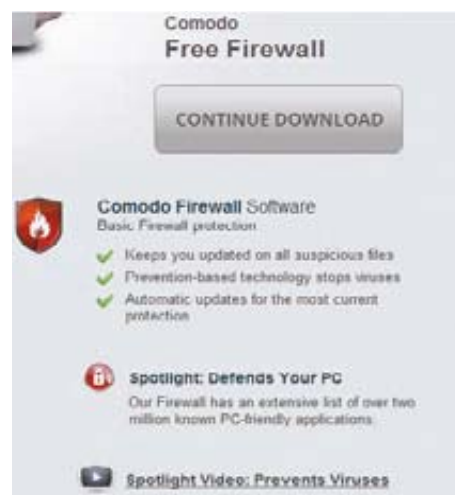 Comodo
Free Firewall
CONTINUE DOWNLOAD
Comodo Firewall Software
Basic Firewall protection
Keeps you updated on all suspicious files
Prevention-based technology stops viruses
Automatic updates for the most current
protection
Spotlight: Defends Your PC
Our Firewall has an extensive list of over two
million known PC-friendly applications
Spotlight Video: Prevents Viruses